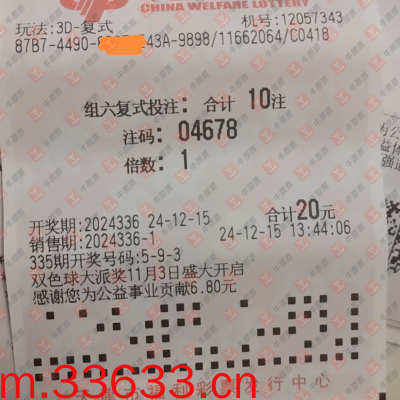 CHINA WELFARE LOTTERY
玩法:3D-复式 机号:12057343
87B7-4490- 43A-9898/11662064/C0418
组六复式投注: 合计 10注
注码: 04678
倍数: 1
开奖期:2024336 24-12-15 合计20元
销售期:2024336-1 24-12-15 13:44:06
335期开奖号码:5-9-3
双色球大派奖11月3日盛大开启
感谢您为公益事业贡献6.80元
m.33633.cn
发行中心